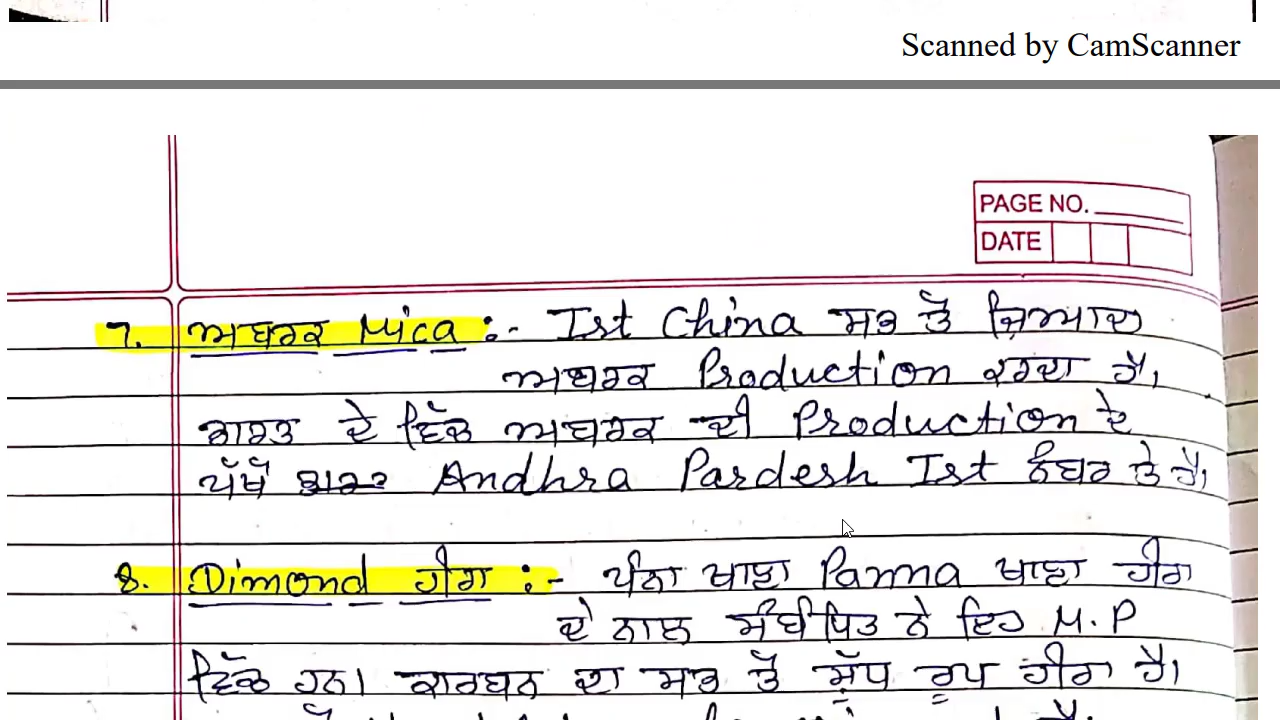 Scanned by CamScanner
PAGE NO.
DATE
7. ਅਬਰਕ Mica :- Ist China ਸਭ ਤੋਂ ਜ਼ਿਆਦਾ
ਅਬਰਕ Production ਕਰਦਾ ਹੈ।
ਭਾਰਤ ਦੇ ਵਿੱਚ ਅਬਰਕ ਦੀ Production ਦੇ
ਪੱਖੋਂ Andhra Pardesh Ist ਨੰਬਰ ਤੇ ਹੈ।
8. Dimond ਹੀਰਾ :- ਪੰਨਾ ਖਾਣਾ Panna ਖਾਣਾ ਹੀਰਾ
ਦੇ ਨਾਲ ਸੰਬੰਧਿਤ ਨੇ ਇਹ M.P
ਵਿੱਚ ਹਨ। ਕਾਰਬਨ ਦਾ ਸਭ ਤੋਂ ਸ਼ੁੱਧ ਰੂਪ ਹੀਰਾ ਹੈ।